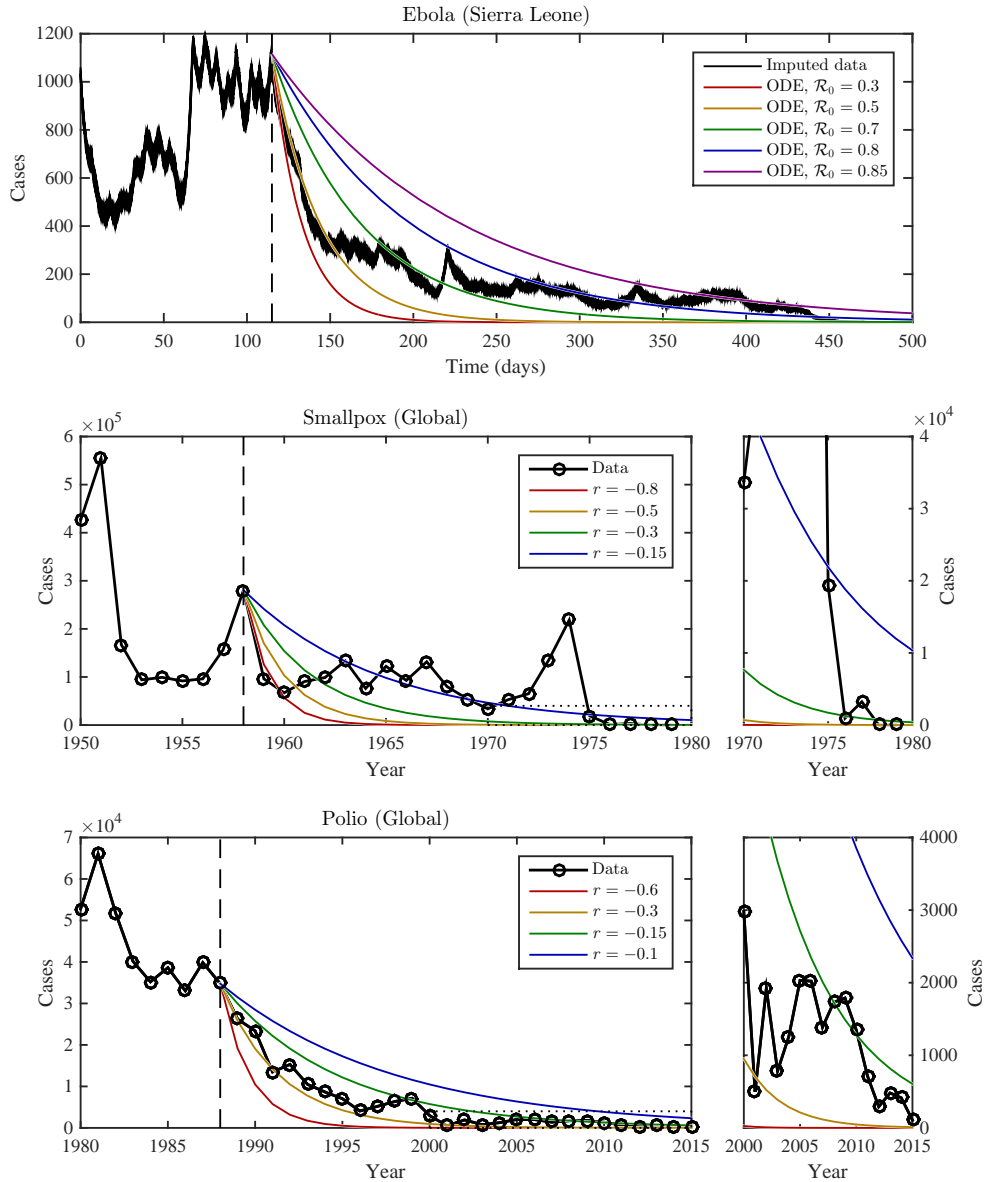 Ebola (Sierra Leone)
1200
1000
800
600
400
200
0
Cases
0 50 100 150 200 250 300 350 400 450 500
Time (days)
Imputed data
ODE, ℛ₀ = 0.3
ODE, ℛ₀ = 0.5
ODE, ℛ₀ = 0.7
ODE, ℛ₀ = 0.8
ODE, ℛ₀ = 0.85
×10⁵
Smallpox (Global)
6
5
4
3
2
1
0
Cases
1950 1955 1960 1965 1970 1975 1980
Year
Data
r = −0.8
r = −0.5
r = −0.3
r = −0.15
×10⁴
4
3
2
1
0
Cases
1970 1975 1980
Year
×10⁴
Polio (Global)
7
6
5
4
3
2
1
0
Cases
1980 1985 1990 1995 2000 2005 2010 2015
Year
Data
r = −0.6
r = −0.3
r = −0.15
r = −0.1
4000
3000
2000
1000
0
Cases
2000 2005 2010 2015
Year